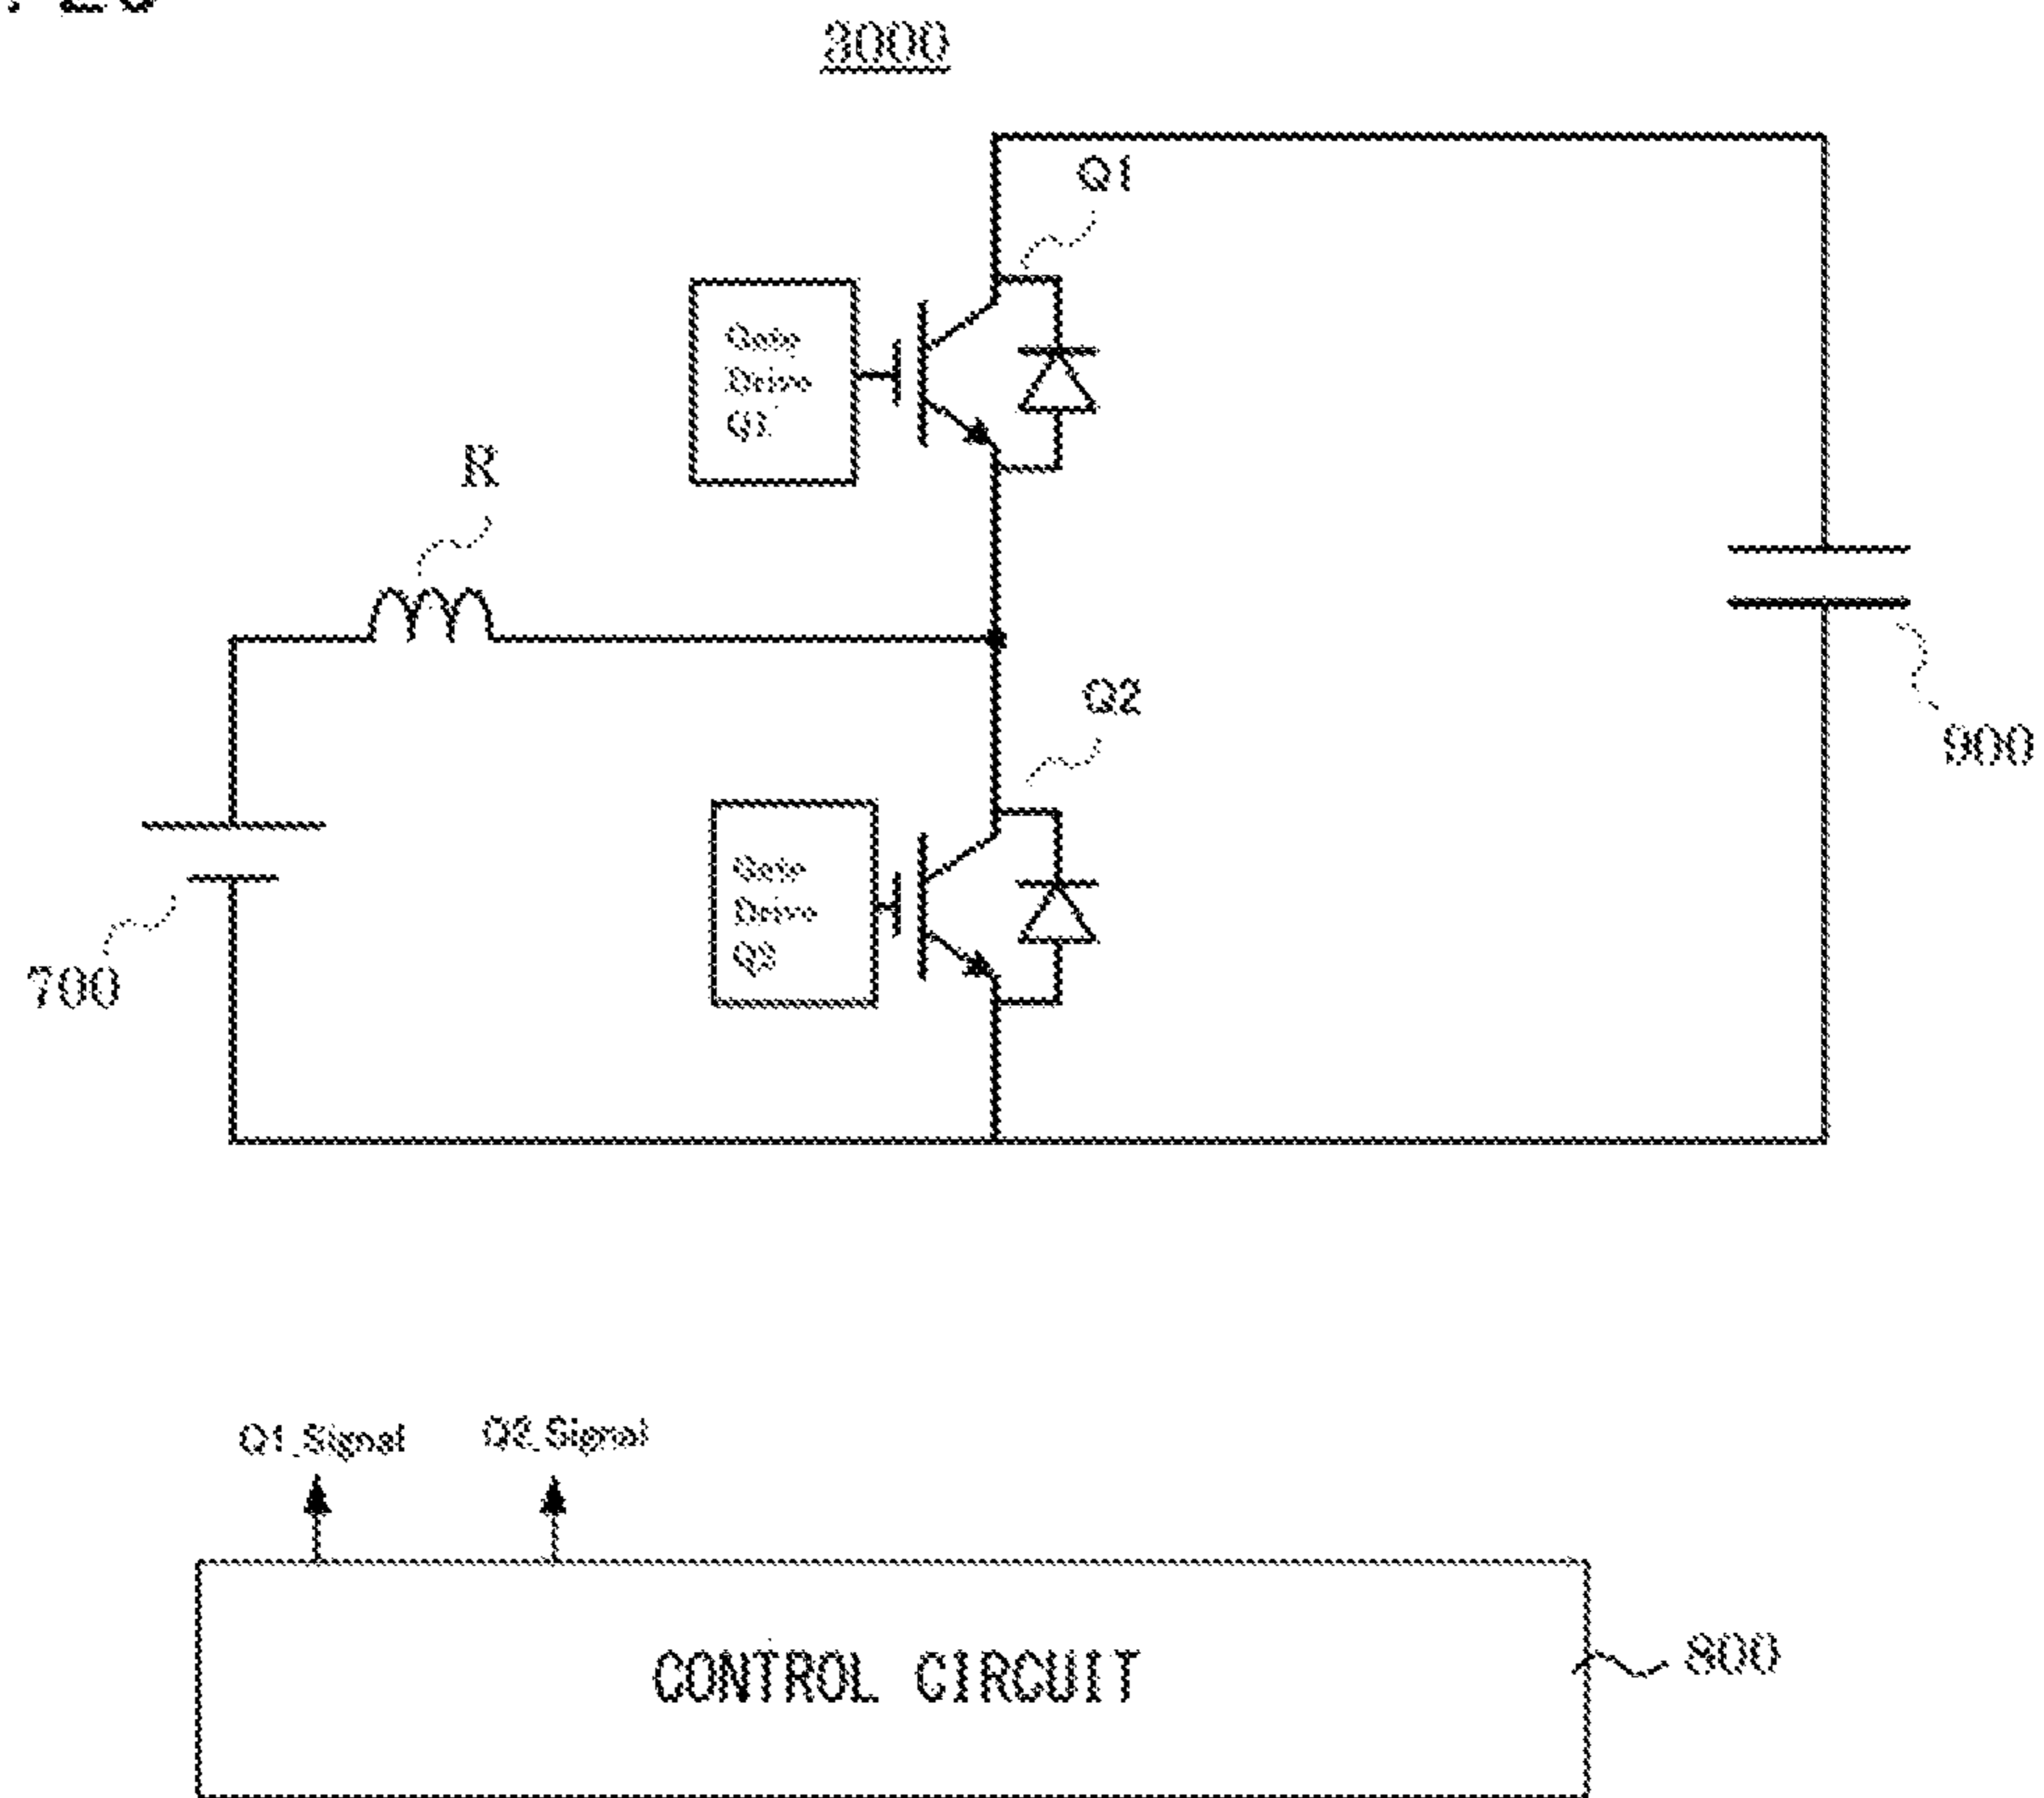 3000
Q1
Gate
Drive
Q1
R
Q2
900
Gate
Drive
Q2
700
Q1_Signal
Q2_Signal
CONTROL CIRCUIT
800